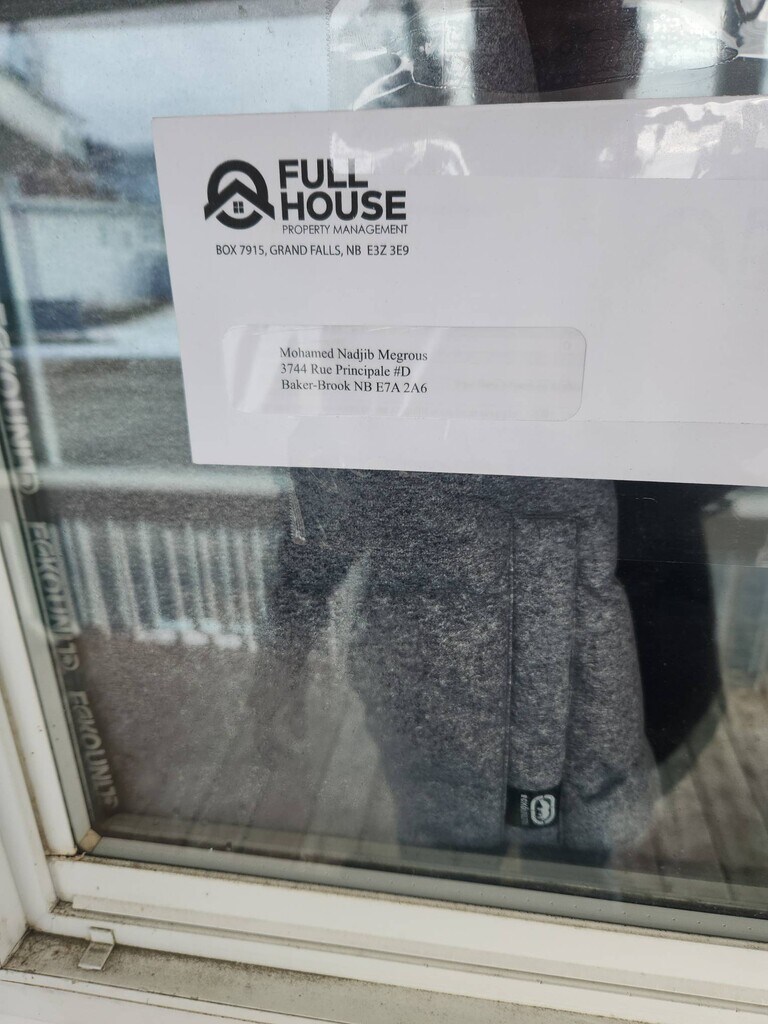 FULL
HOUSE
PROPERTY MANAGEMENT
BOX 7915, GRAND FALLS, NB E3Z 3E9
Mohamed Nadjib Megrous
3744 Rue Principale #D
Baker-Brook NB E7A 2A6